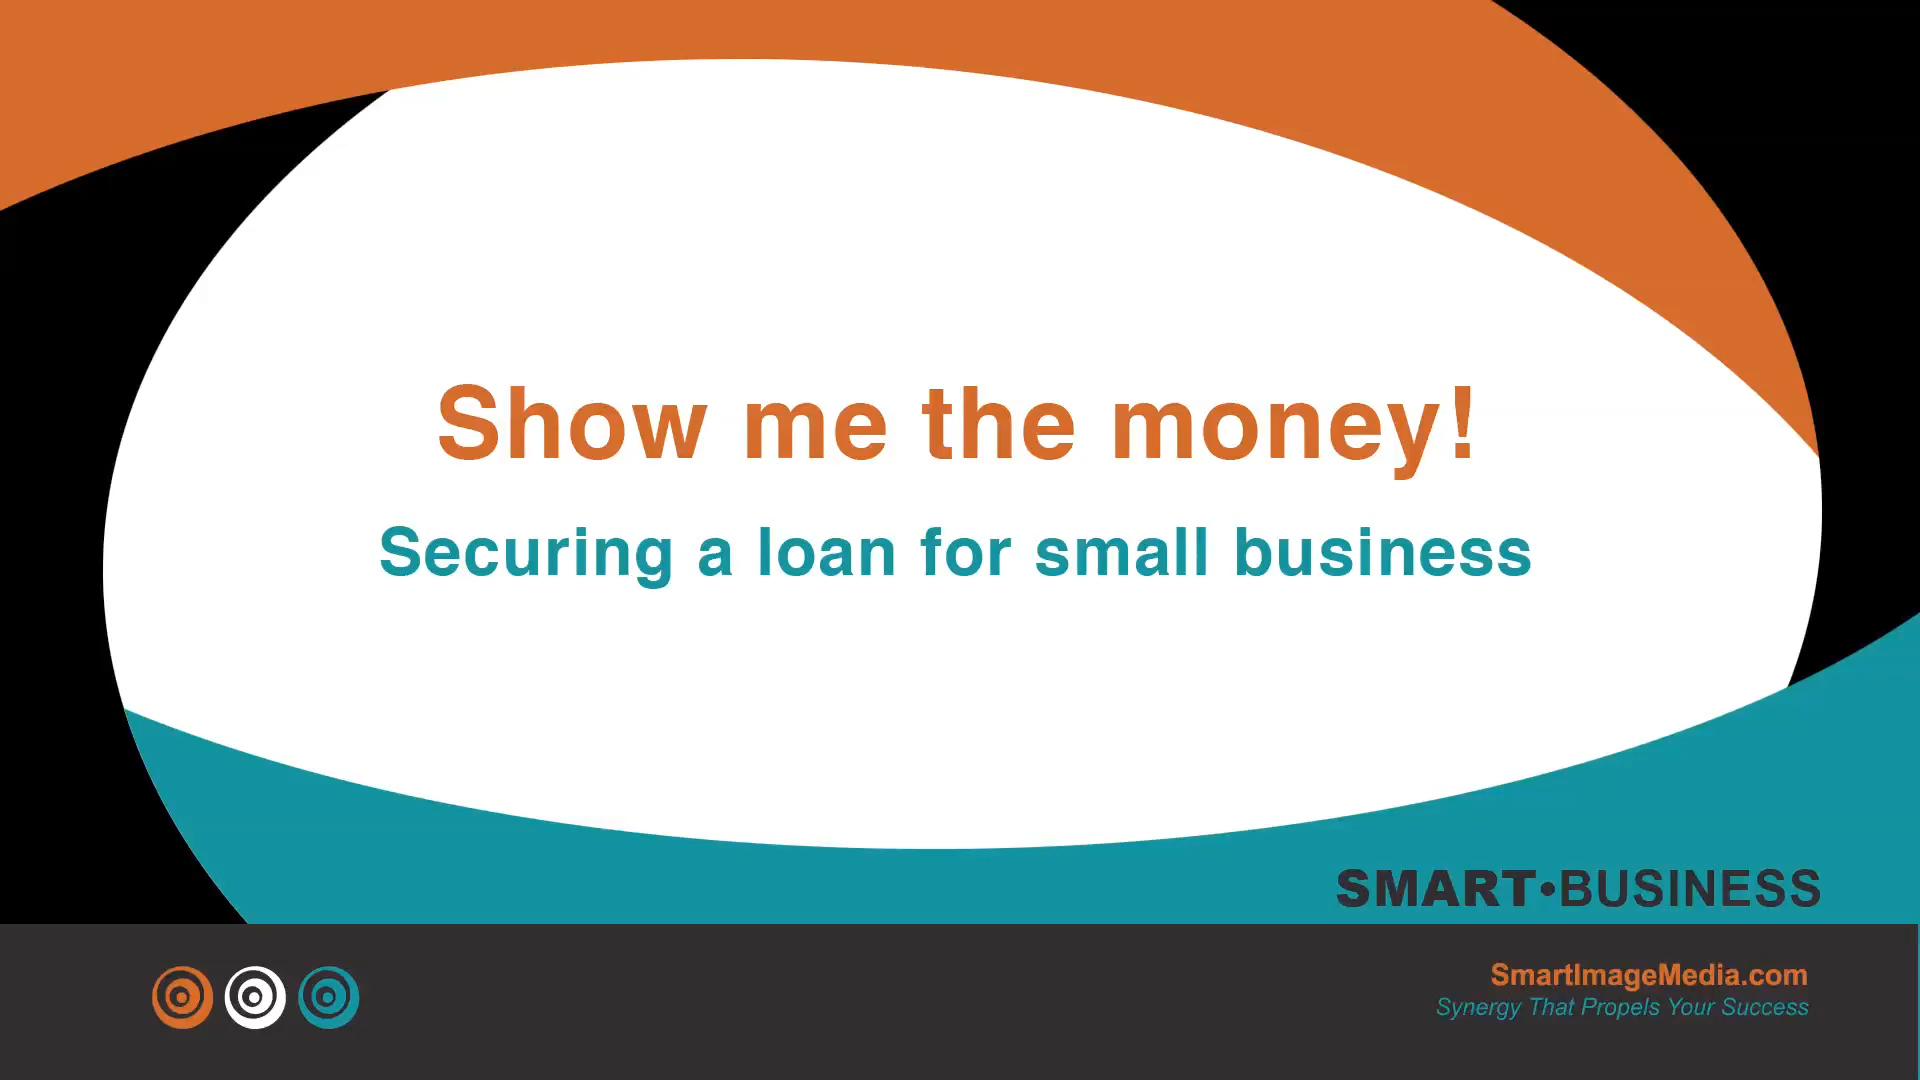 Show me the money!
Securing a loan for small business
SMART•BUSINESS
SmartImageMedia.com
Synergy That Propels Your Success